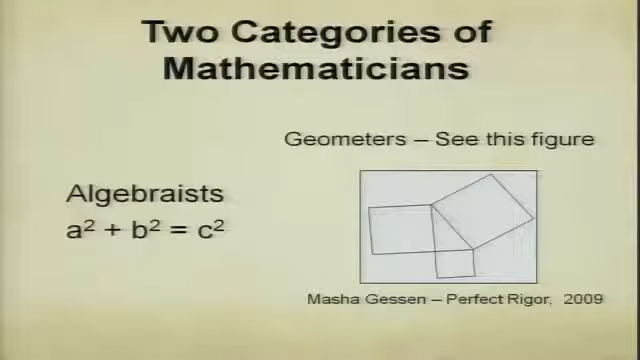 Two Categories of
Mathematicians
Geometers – See this figure
Algebraists
a² + b² = c²
Masha Gessen – Perfect Rigor, 2009